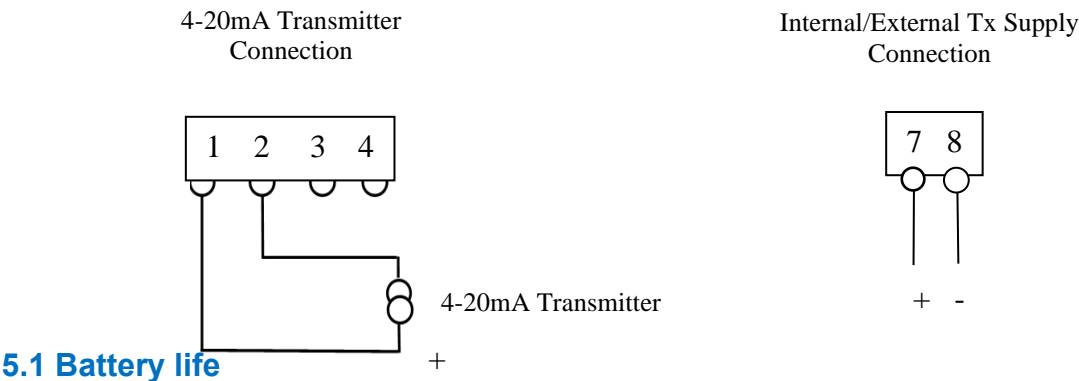 4-20mA Transmitter
Connection
Internal/External Tx Supply
Connection
1 2 3 4
7 8
4-20mA Transmitter
+ -
+
5.1 Battery life